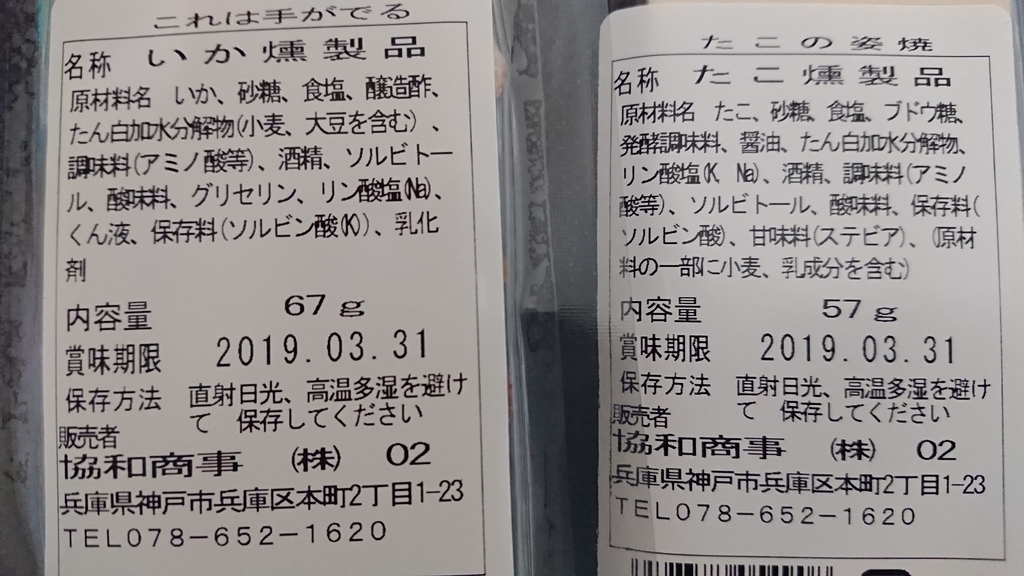 これは手がでる
名称 いか燻製品
原材料名 いか、砂糖、食塩、醸造酢、
たん白加水分解物(小麦、大豆を含む)、
調味料(アミノ酸等)、酒精、ソルビトー
ル、酸味料、グリセリン、リン酸塩(Na)、
くん液、保存料(ソルビン酸(K))、乳化
剤
内容量 67g
賞味期限 2019.03.31
保存方法 直射日光、高温多湿を避け
て 保存してください
販売者
協和商事 (株) 02
兵庫県神戸市兵庫区本町2丁目1-23
TEL078-652-1620
たこの姿焼
名称 たこ燻製品
原材料名 たこ、砂糖、食塩、ブドウ糖、
発酵調味料、醤油、たん白加水分解物、
リン酸塩(K Na)、酒精、調味料(アミノ
酸等)、ソルビトール、酸味料、保存料(
ソルビン酸)、甘味料(ステビア)、(原材
料の一部に小麦、乳成分を含む)
内容量 57g
賞味期限 2019.03.31
保存方法 直射日光、高温多湿を避け
て 保存してください
販売者
協和商事 (株) 02
兵庫県神戸市兵庫区本町2丁目1-23
TEL078-652-1620